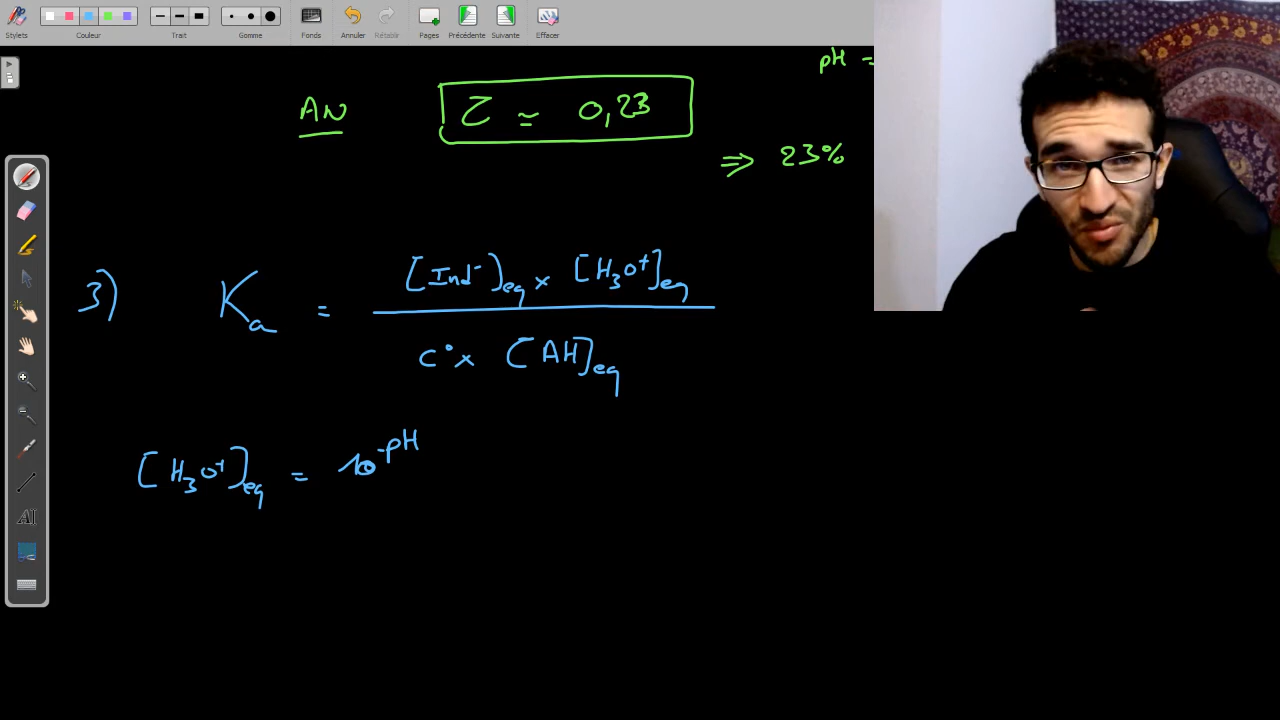 Stylets Couleur Trait Gomme Fonds Annuler Rétablir Pages Précédente Suivante Effacer
pH =
AN τ ≃ 0,23
⇒ 23%
3) Ka = [Ind⁻]eq × [H₃O⁺]eq
c° × [AH]eq
[H₃O⁺]eq = 10^-pH